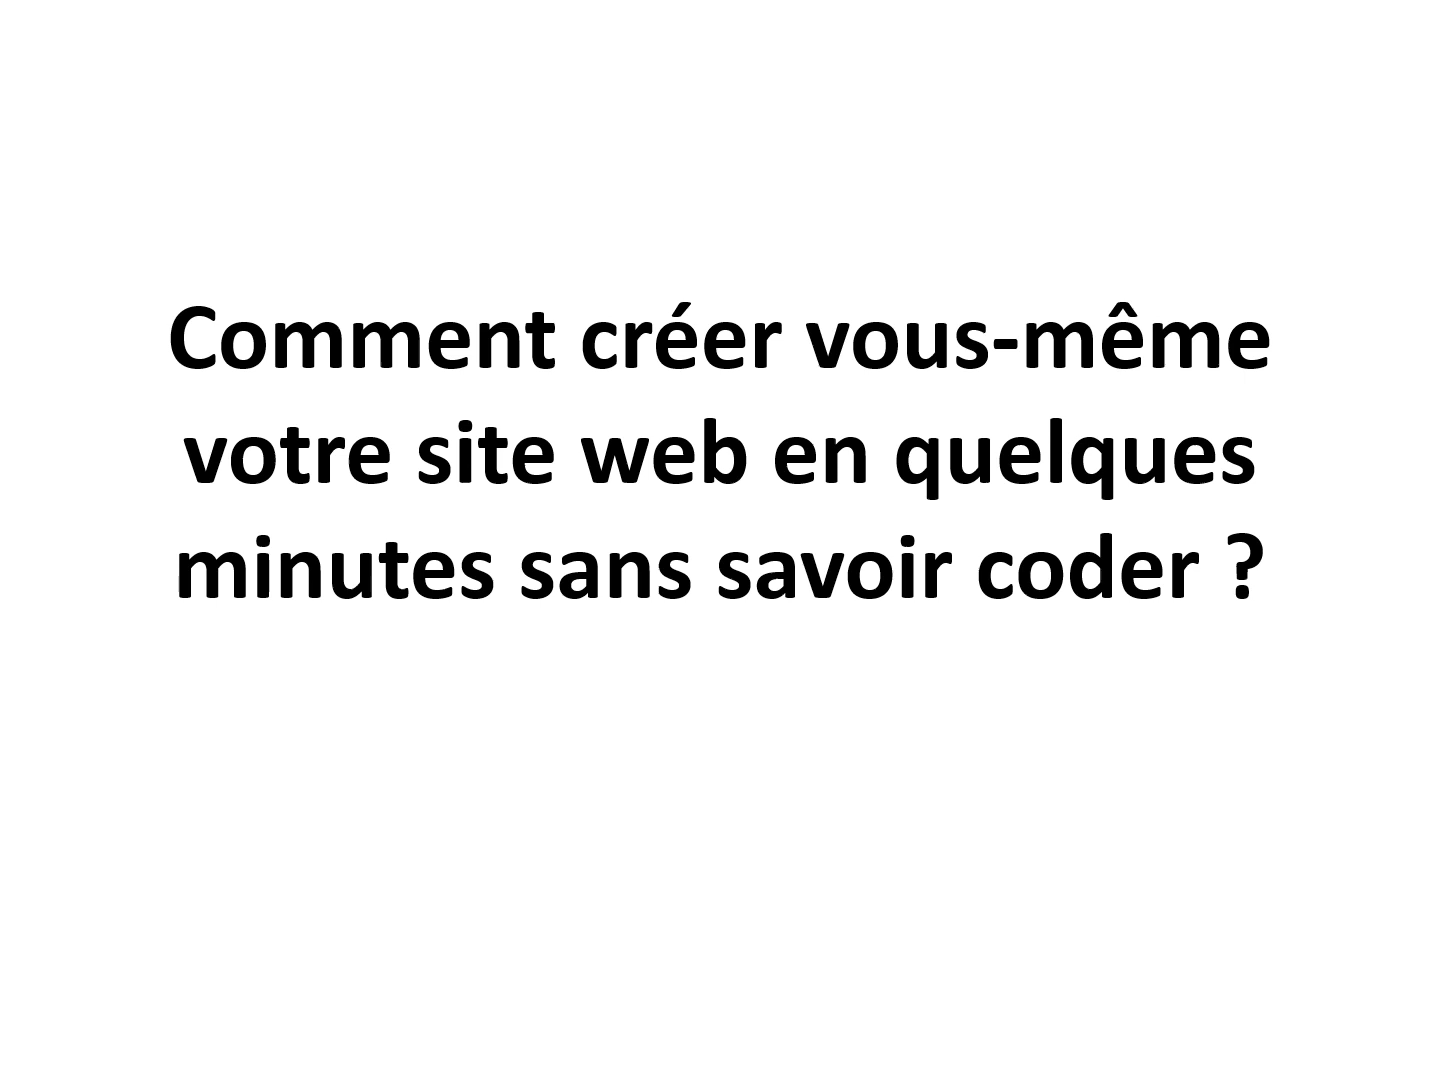 Comment créer vous-même
votre site web en quelques
minutes sans savoir coder ?